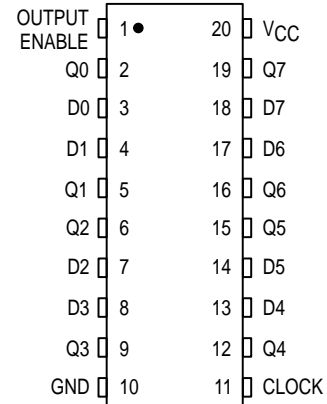 OUTPUT
ENABLE 1 20 VCC
Q0 2 19 Q7
D0 3 18 D7
D1 4 17 D6
Q1 5 16 Q6
Q2 6 15 Q5
D2 7 14 D5
D3 8 13 D4
Q3 9 12 Q4
GND 10 11 CLOCK